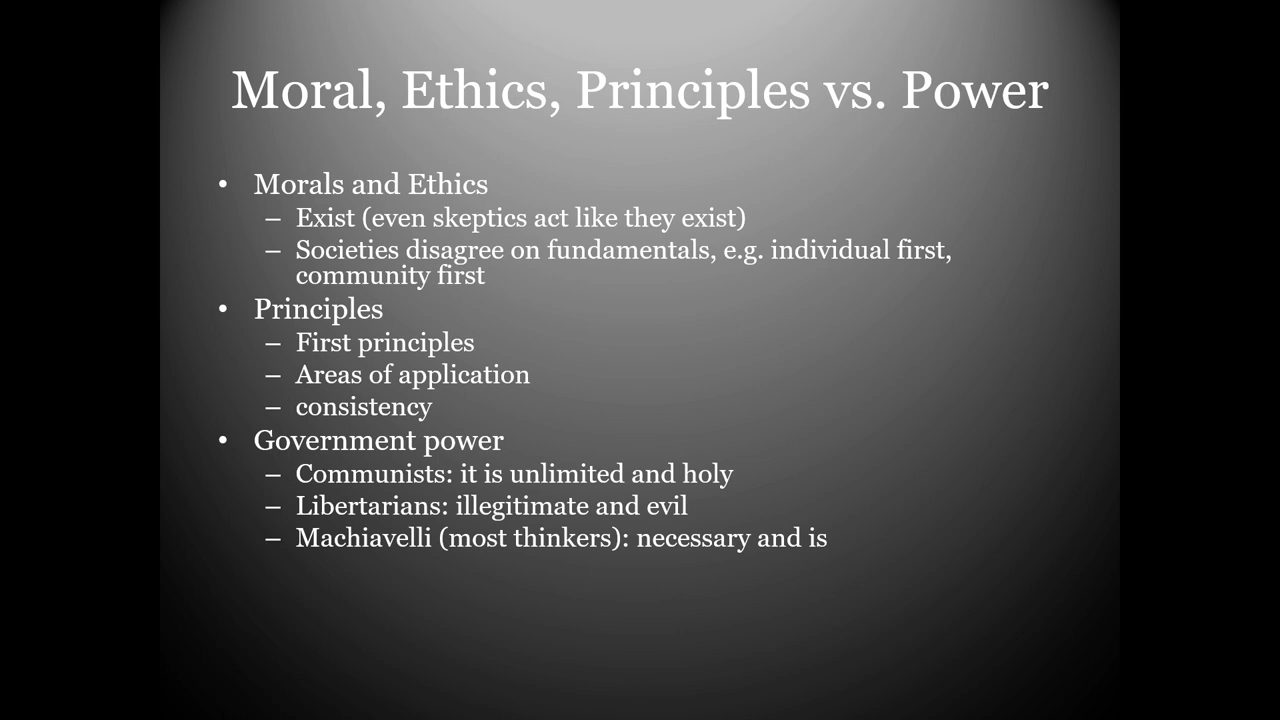 Moral, Ethics, Principles vs. Power
• Morals and Ethics
– Exist (even skeptics act like they exist)
– Societies disagree on fundamentals, e.g. individual first,
community first
• Principles
– First principles
– Areas of application
– consistency
• Government power
– Communists: it is unlimited and holy
– Libertarians: illegitimate and evil
– Machiavelli (most thinkers): necessary and is